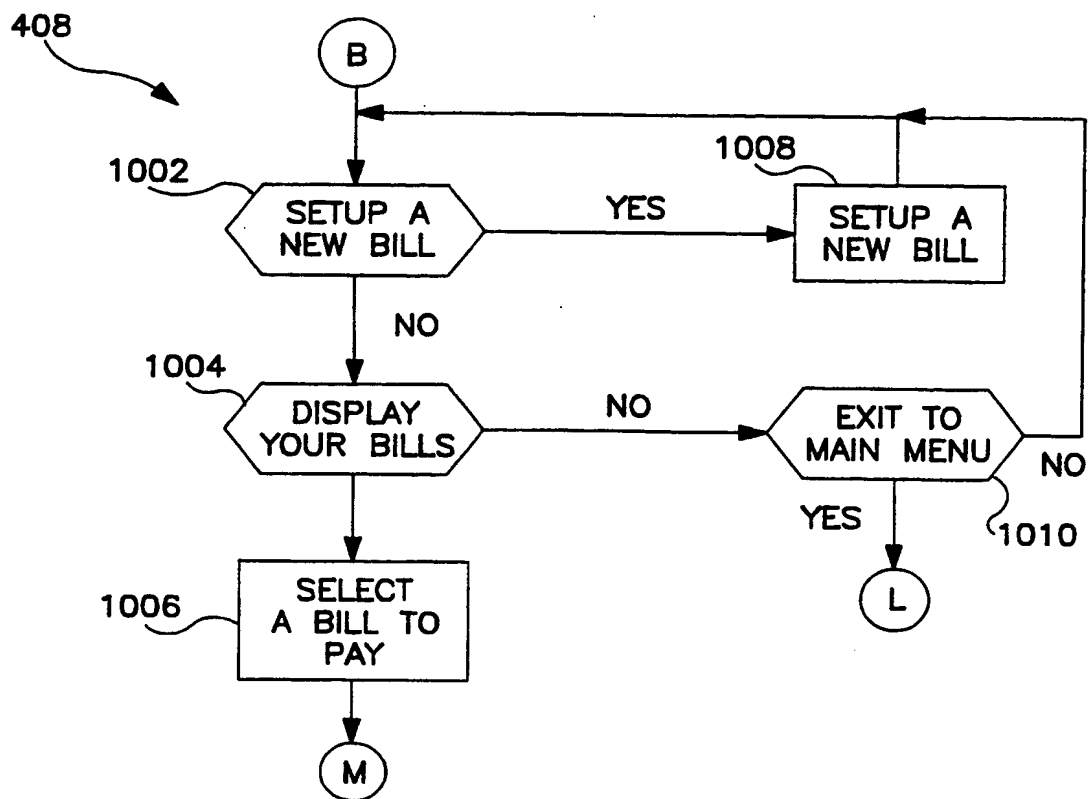 408
B
1002
SETUP A
NEW BILL
YES
1008
SETUP A
NEW BILL
NO
1004
DISPLAY
YOUR BILLS
NO
EXIT TO
MAIN MENU
NO
YES
1010
L
1006
SELECT
A BILL TO
PAY
M